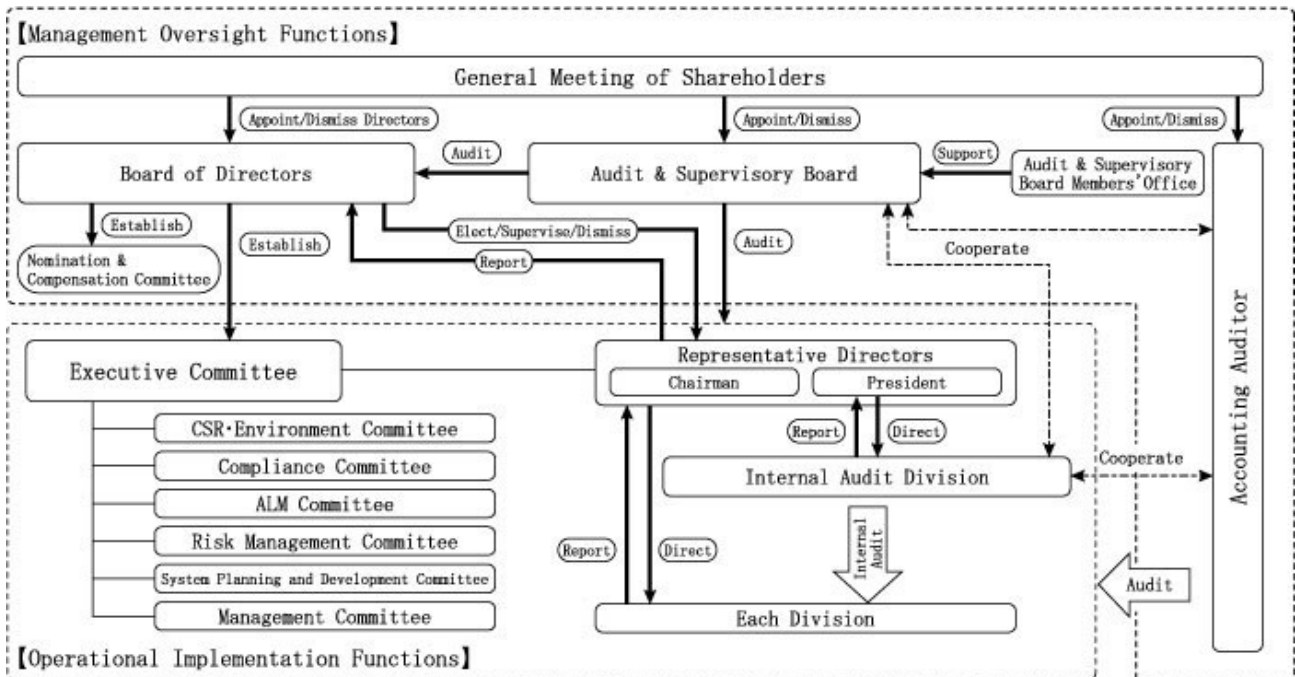 【Management Oversight Functions】
General Meeting of Shareholders
Appoint/Dismiss Directors
Appoint/Dismiss
Appoint/Dismiss
Board of Directors
Audit
Audit & Supervisory Board
Support
Audit & Supervisory
Board Members' Office
Establish
Establish
Elect/Supervise/Dismiss
Report
Audit
Cooperate
Nomination &
Compensation Committee
Accounting Auditor
Executive Committee
Representative Directors
Chairman
President
CSR・Environment Committee
Compliance Committee
ALM Committee
Risk Management Committee
System Planning and Development Committee
Management Committee
Report
Direct
Internal Audit Division
Cooperate
Report
Direct
Internal
Audit
Audit
Each Division
【Operational Implementation Functions】